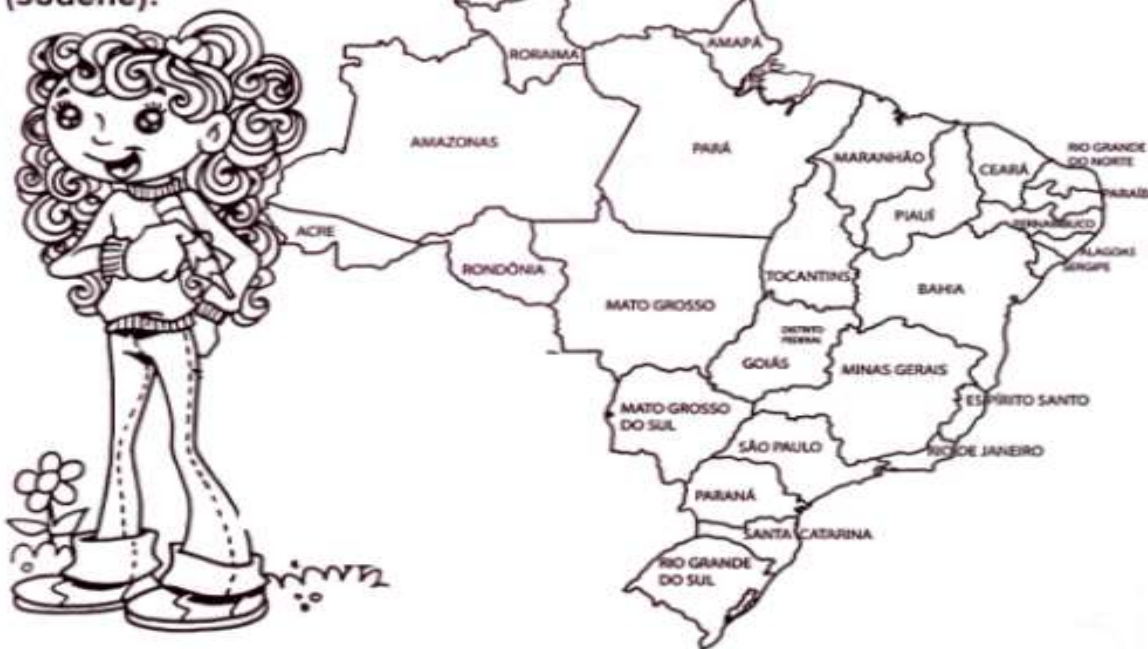 (Sudene).
RORAIMA
AMAPÁ
AMAZONAS
PARÁ
MARANHÃO
CEARÁ
RIO GRANDE
DO NORTE
PIAUÍ
PERNAMBUCO
ALAGOAS
SERGIPE
ACRE
RONDÔNIA
TOCANTINS
BAHIA
MATO GROSSO
DISTRITO
FEDERAL
GOIÁS
MINAS GERAIS
ESPÍRITO SANTO
MATO GROSSO
DO SUL
SÃO PAULO
RIO DE JANEIRO
PARANÁ
SANTA CATARINA
RIO GRANDE
DO SUL